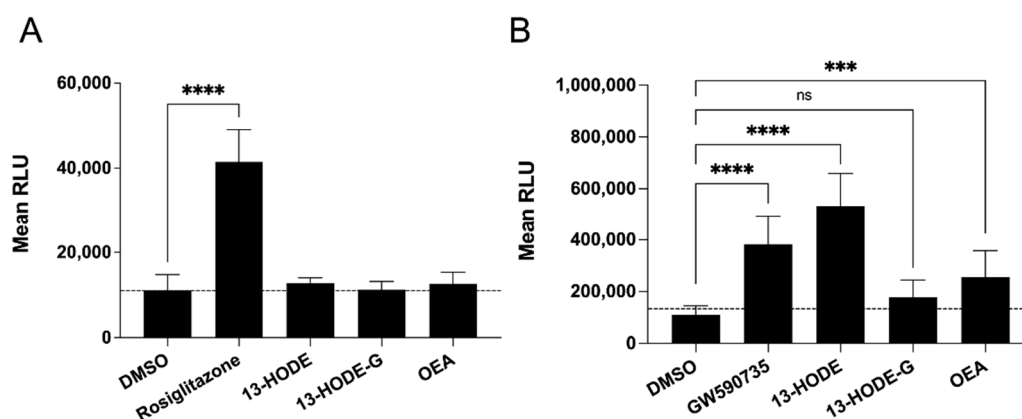 A
Mean RLU
60,000
40,000
20,000
0
****
DMSO
Rosiglitazone
13-HODE
13-HODE-G
OEA
B
Mean RLU
1,000,000
800,000
600,000
400,000
200,000
0
***
ns
****
****
DMSO
GW590735
13-HODE
13-HODE-G
OEA